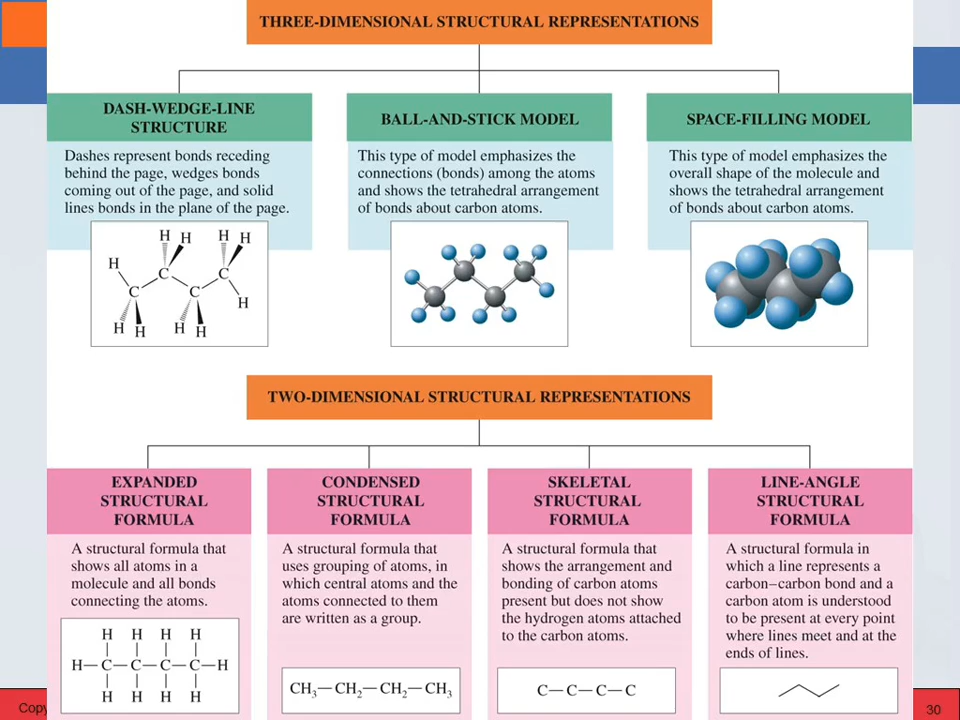 THREE-DIMENSIONAL STRUCTURAL REPRESENTATIONS
DASH-WEDGE-LINE
STRUCTURE
Dashes represent bonds receding
behind the page, wedges bonds
coming out of the page, and solid
lines bonds in the plane of the page.
H H H H
H
C C
C C
H
H H H H
BALL-AND-STICK MODEL
This type of model emphasizes the
connections (bonds) among the atoms
and shows the tetrahedral arrangement
of bonds about carbon atoms.
SPACE-FILLING MODEL
This type of model emphasizes the
overall shape of the molecule and
shows the tetrahedral arrangement
of bonds about carbon atoms.
TWO-DIMENSIONAL STRUCTURAL REPRESENTATIONS
EXPANDED
STRUCTURAL
FORMULA
A structural formula that
shows all atoms in a
molecule and all bonds
connecting the atoms.
H H H H
H—C—C—C—C—H
H H H H
CONDENSED
STRUCTURAL
FORMULA
A structural formula that
uses grouping of atoms, in
which central atoms and the
atoms connected to them
are written as a group.
CH₃—CH₂—CH₂—CH₃
SKELETAL
STRUCTURAL
FORMULA
A structural formula that
shows the arrangement and
bonding of carbon atoms
present but does not show
the hydrogen atoms attached
to the carbon atoms.
C—C—C—C
LINE-ANGLE
STRUCTURAL
FORMULA
A structural formula in
which a line represents a
carbon–carbon bond and a
carbon atom is understood
to be present at every point
where lines meet and at the
ends of lines.
Copy
30